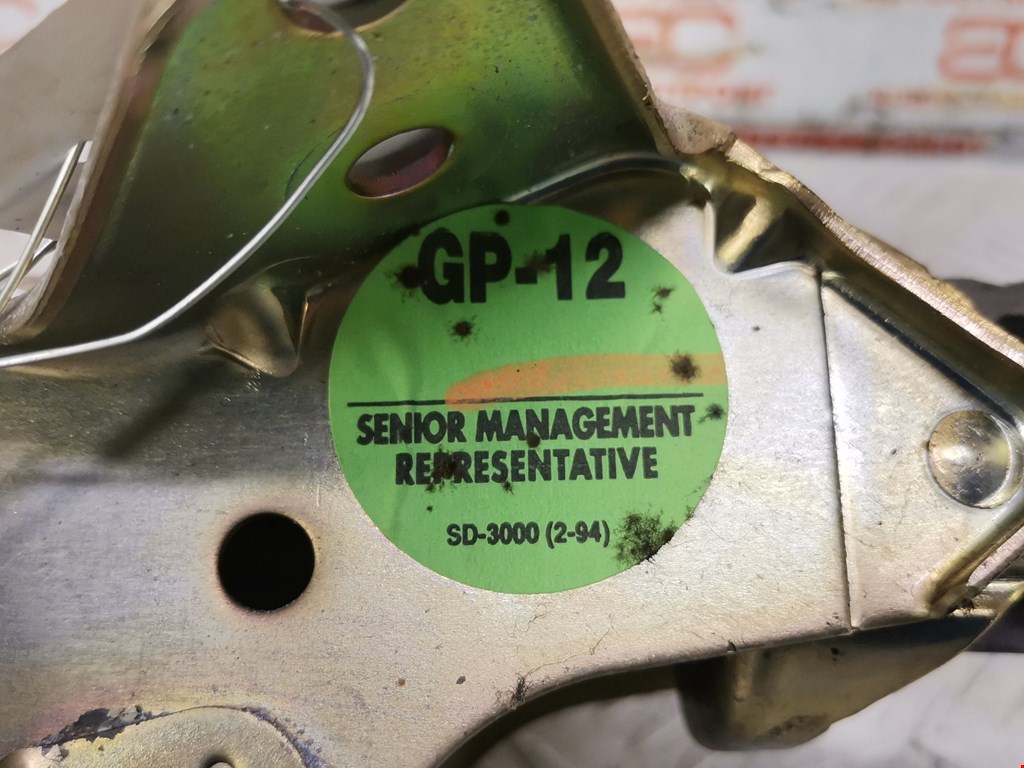 GP-12
SENIOR MANAGEMENT
REPRESENTATIVE
SD-3000 (2-94)